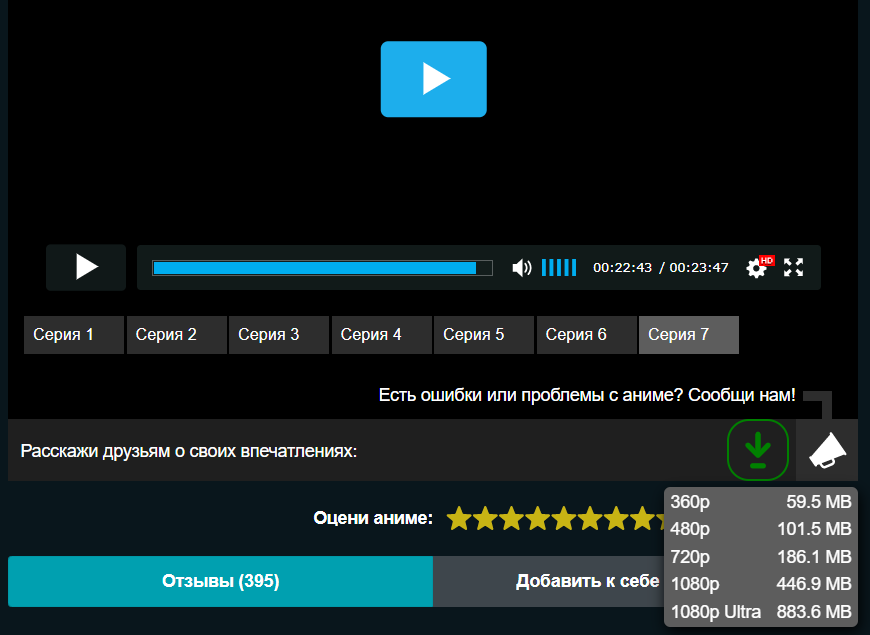 00:22:43 / 00:23:47 HD
Серия 1 Серия 2 Серия 3 Серия 4 Серия 5 Серия 6 Серия 7
Есть ошибки или проблемы с аниме? Сообщи нам!
Расскажи друзьям о своих впечатлениях:
Оцени аниме:
360p 59.5 MB
480p 101.5 MB
720p 186.1 MB
1080p 446.9 MB
1080p Ultra 883.6 MB
Отзывы (395) Добавить к себе